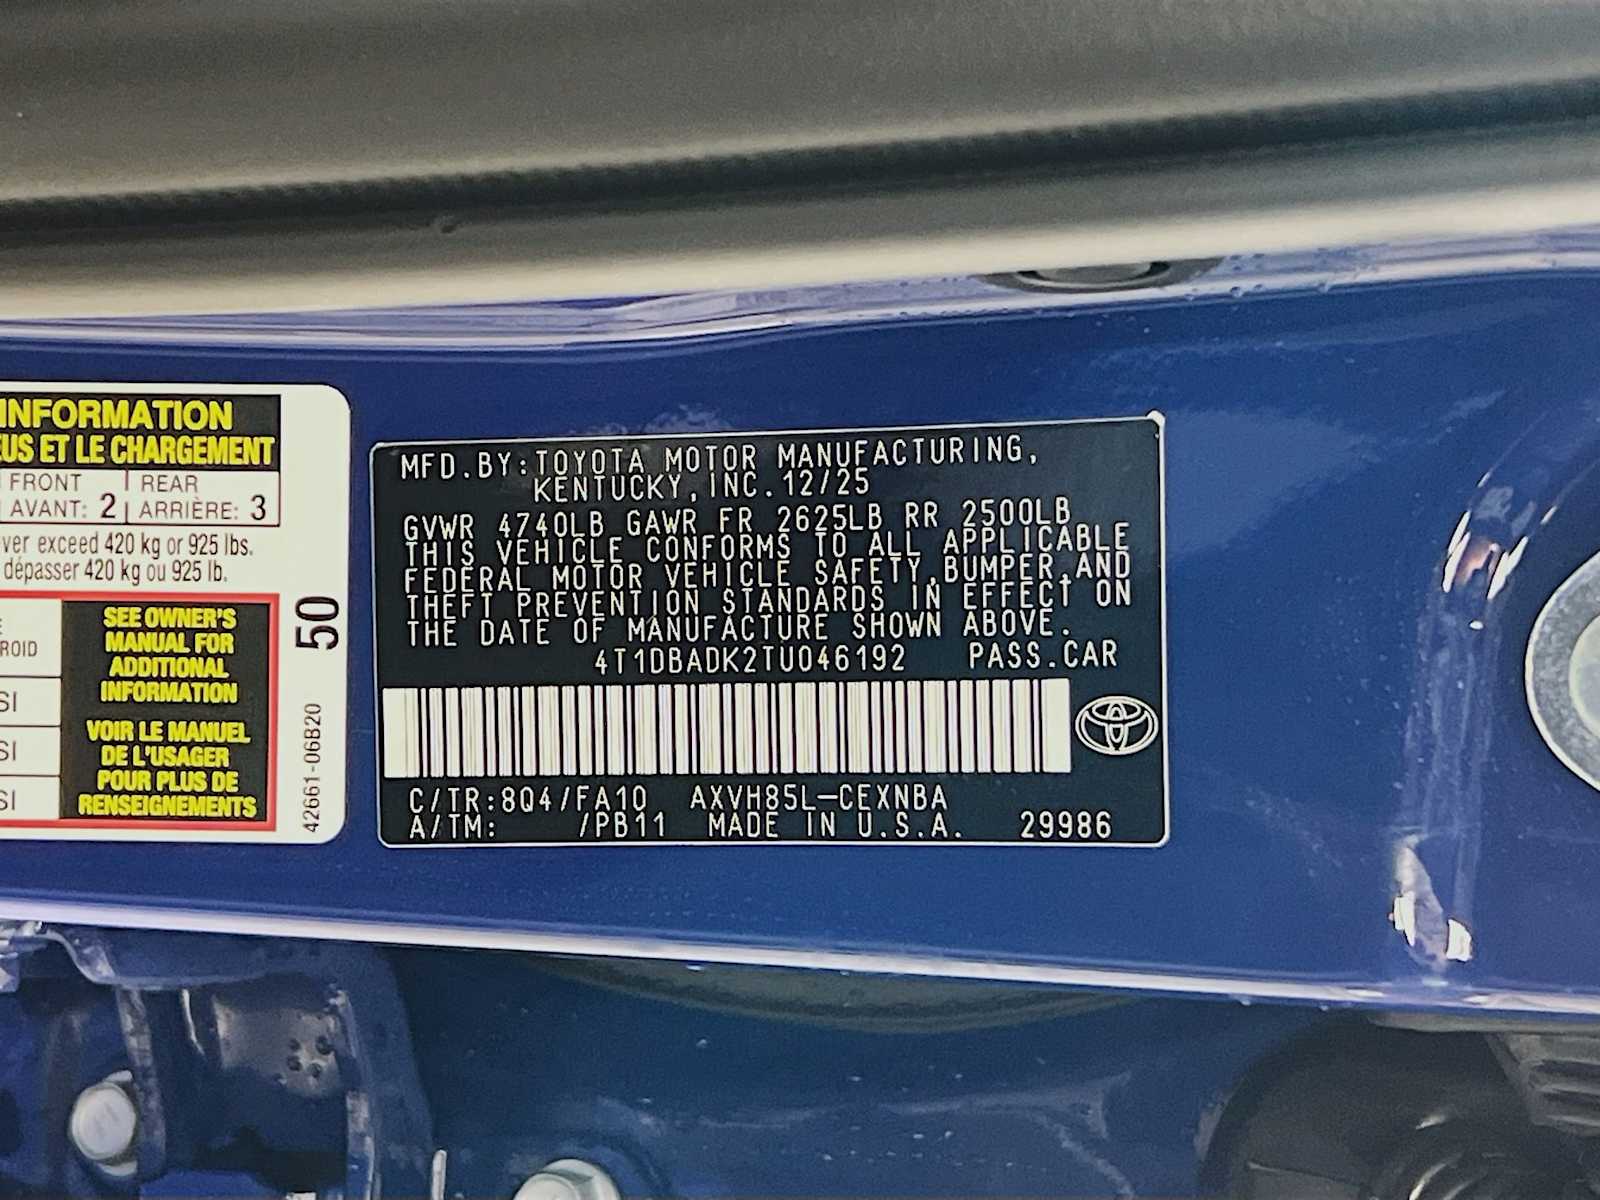 INFORMATION
EUS ET LE CHARGEMENT
FRONT REAR
AVANT: 2 ARRIÈRE: 3
ver exceed 420 kg or 925 lbs.
dépasser 420 kg ou 925 lb.
ROID
SI
SI
SI
SEE OWNER'S
MANUAL FOR
ADDITIONAL
INFORMATION
VOIR LE MANUEL
DE L'USAGER
POUR PLUS DE
RENSEIGNEMENTS
50
42661-06B20
MFD.BY:TOYOTA MOTOR MANUFACTURING,
KENTUCKY,INC.12/25
GVWR 4740LB GAWR FR 2625LB RR 2500LB
THIS VEHICLE CONFORMS TO ALL APPLICABLE
FEDERAL MOTOR VEHICLE SAFETY,BUMPER,AND
THEFT PREVENTION STANDARDS IN EFFECT ON
THE DATE OF MANUFACTURE SHOWN ABOVE.
4T1DBADK2TU046192 PASS.CAR
C/TR:8Q4/FA10 AXVH85L-CEXNBA
A/TM: /PB11 MADE IN U.S.A. 29986